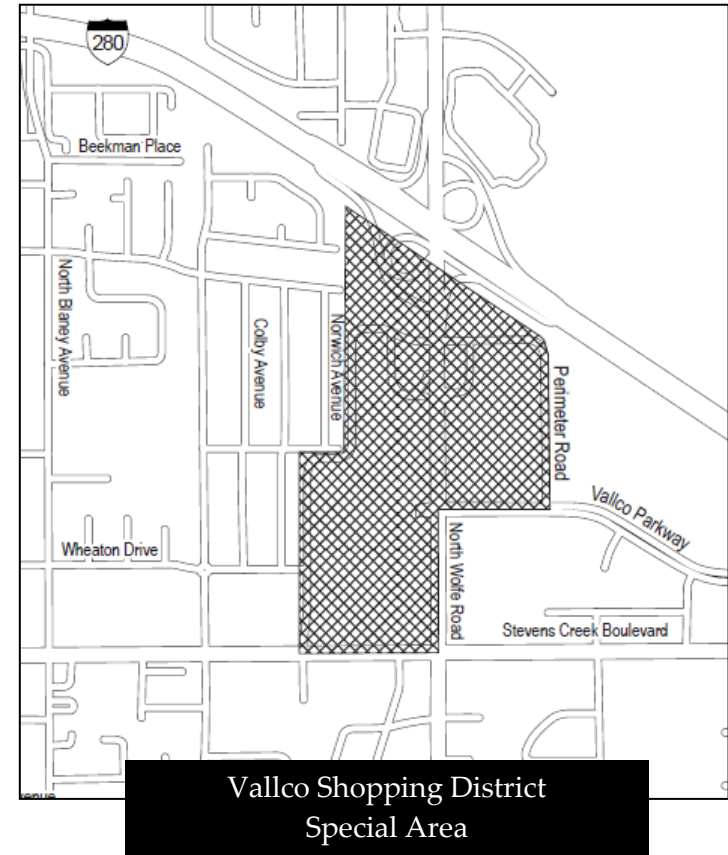 280
Beekman Place
North Blaney Avenue
Colby Avenue
Norwich Avenue
Perimeter Road
Vallco Parkway
Wheaton Drive
North Wolfe Road
Stevens Creek Boulevard
Vallco Shopping District
Special Area